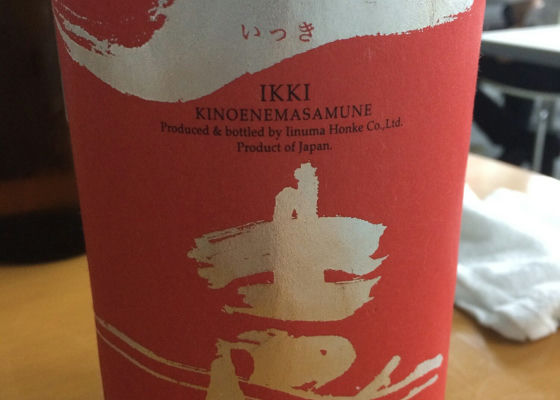 いっき
IKKI
KINOENEMASAMUNE
Produced & bottled by Iinuma Honke Co.,Ltd.
Product of Japan.